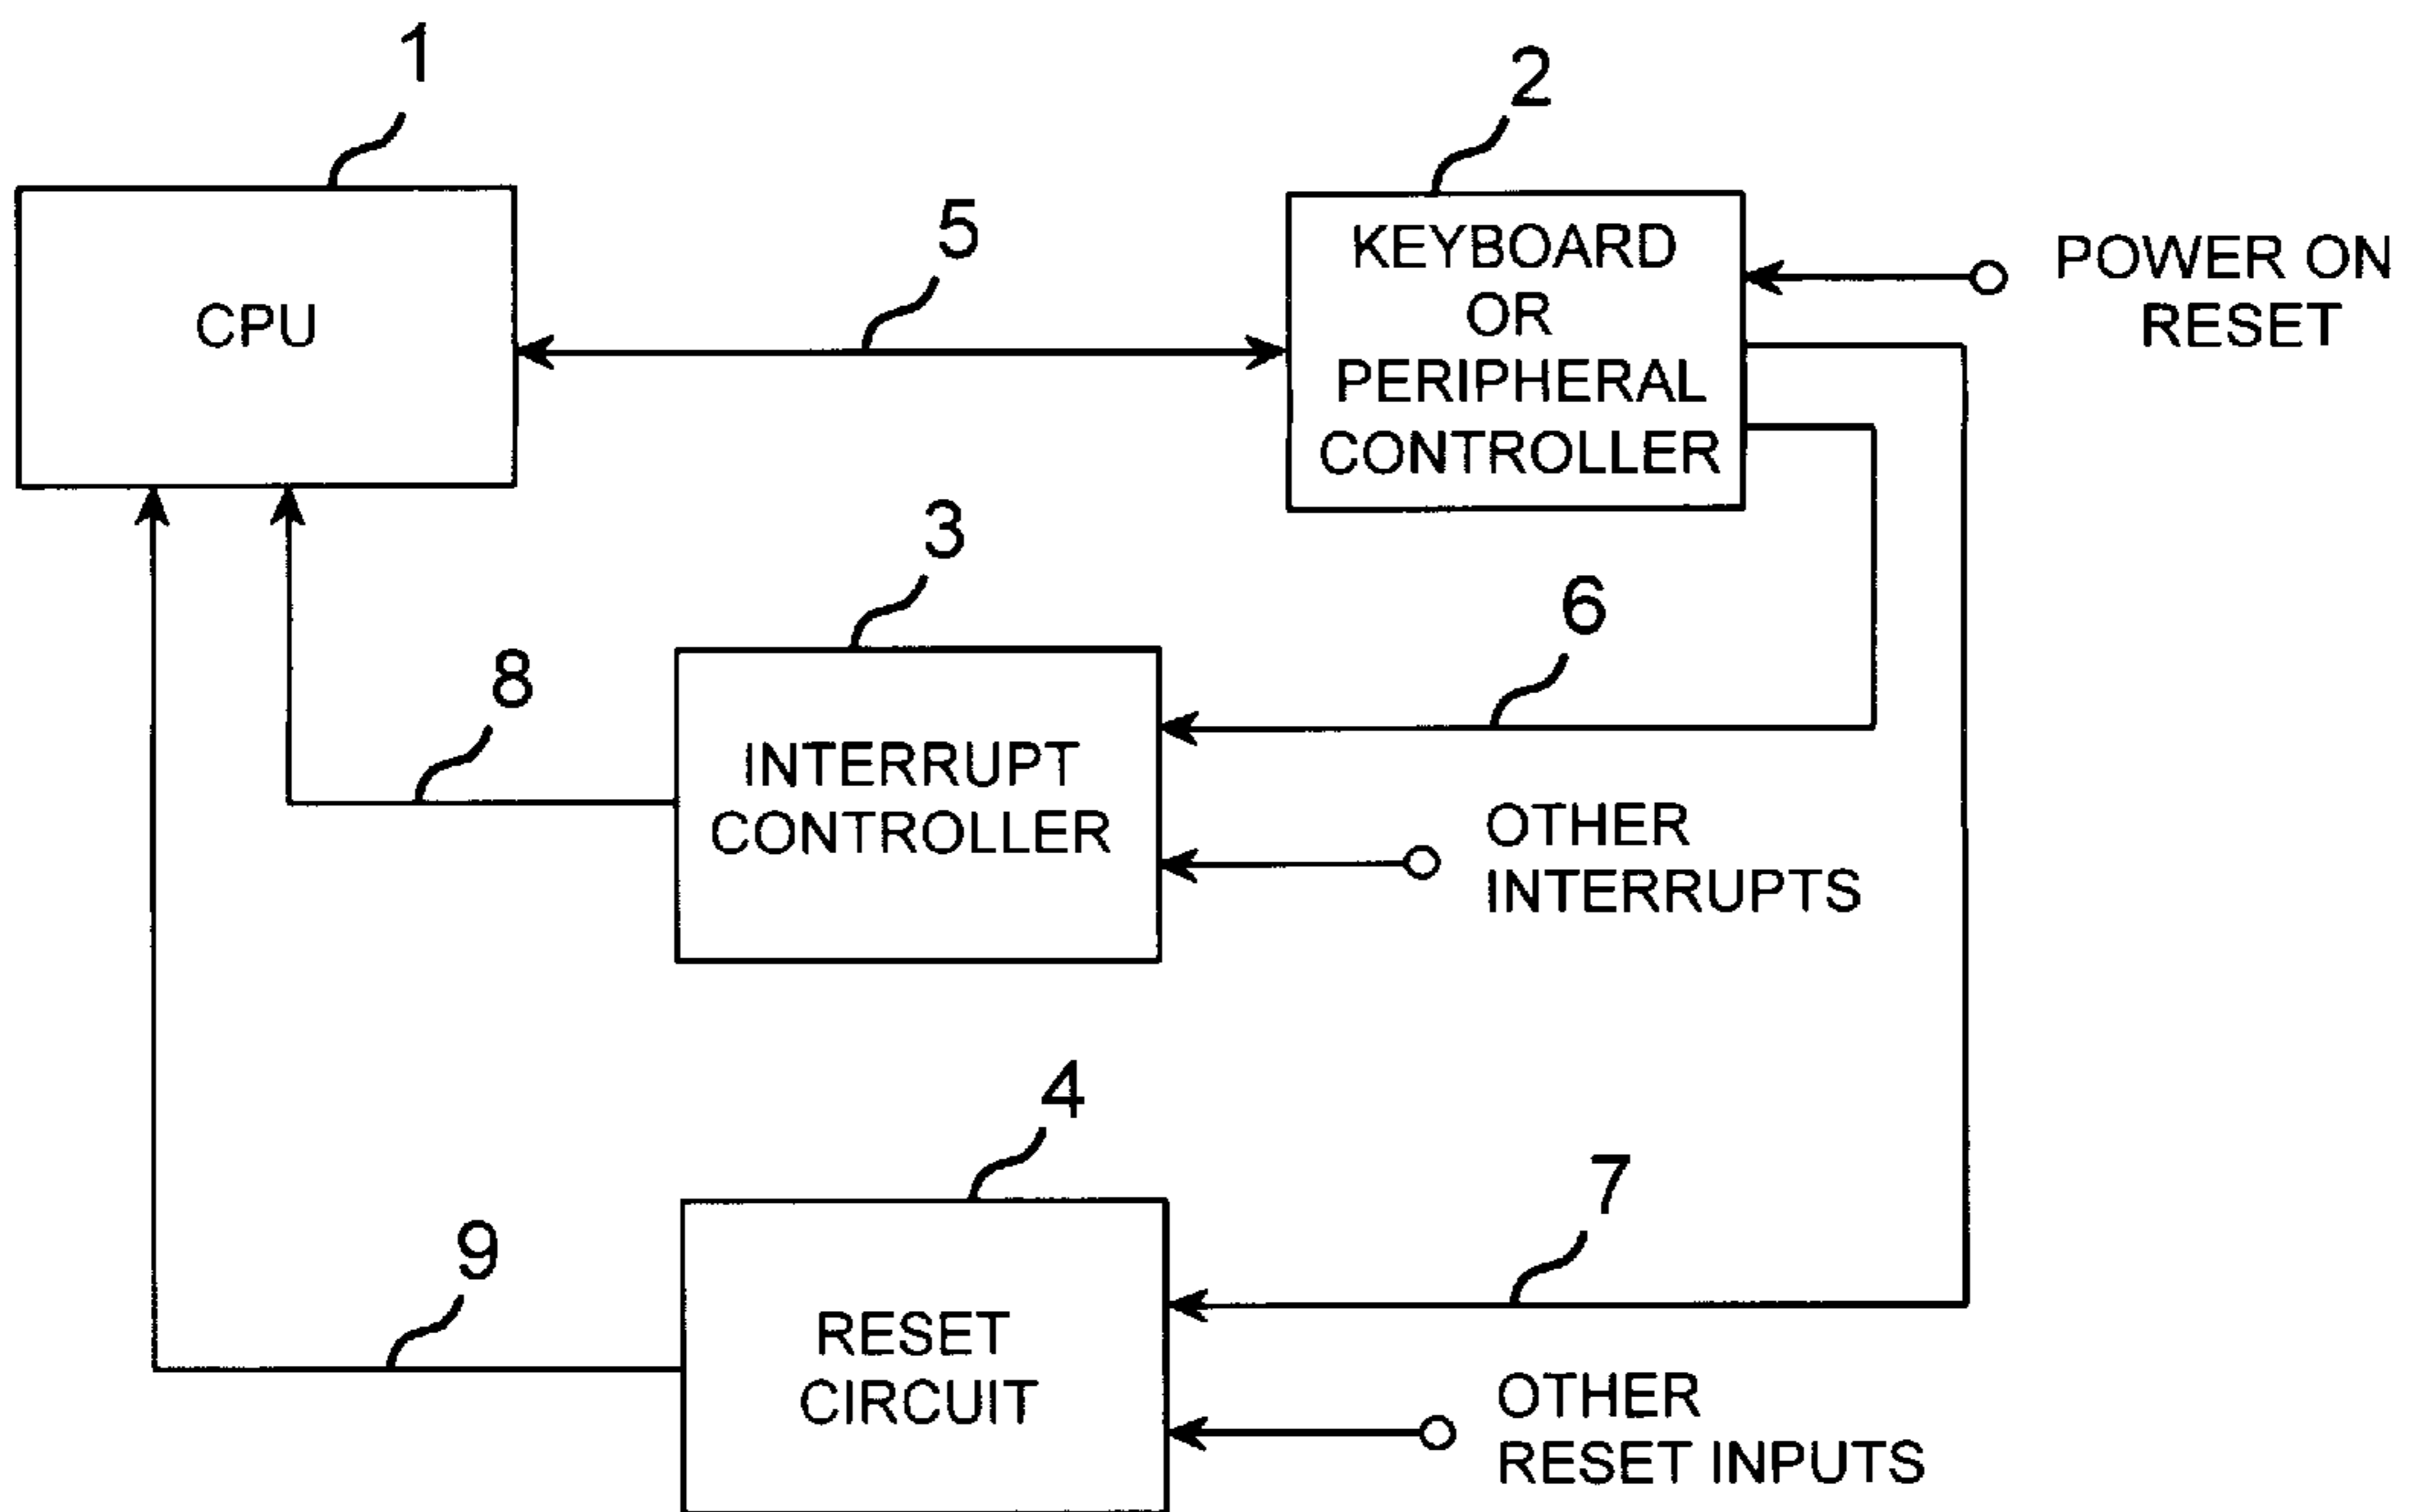 1
2
5
CPU
KEYBOARD
OR
PERIPHERAL
CONTROLLER
POWER ON
RESET
3
6
8
INTERRUPT
CONTROLLER
OTHER
INTERRUPTS
4
7
9
RESET
CIRCUIT
OTHER
RESET INPUTS